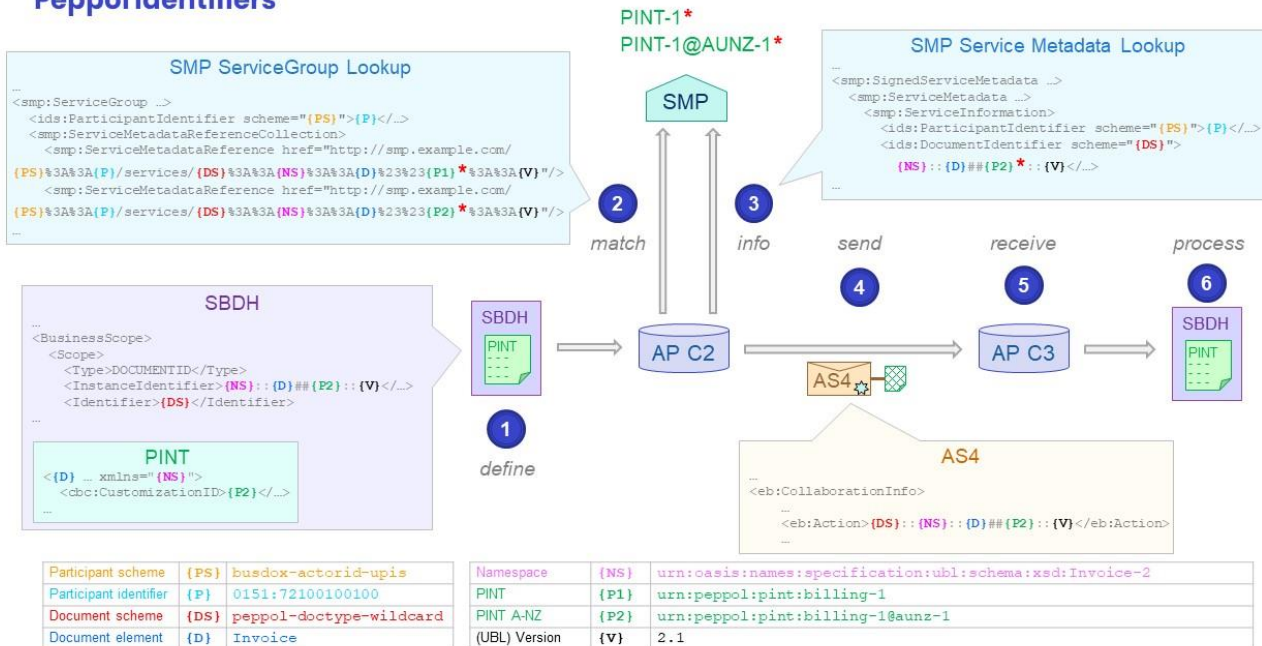 Peppol Identifiers
PINT-1*
PINT-1@AUNZ-1*
SMP ServiceGroup Lookup
...
<smp:ServiceGroup …>
<ids:ParticipantIdentifier scheme="{PS}">{P}</…>
<smp:ServiceMetadataReferenceCollection>
<smp:ServiceMetadataReference href="http://smp.example.com/
{PS}%3A%3A{P}/services/{DS}%3A%3A{NS}%3A%3A{D}%23%23{P1}*%3A%3A{V}"/>
<smp:ServiceMetadataReference href="http://smp.example.com/
{PS}%3A%3A{P}/services/{DS}%3A%3A{NS}%3A%3A{D}%23%23{P2}*%3A%3A{V}"/>
...
SMP
SMP Service Metadata Lookup
...
<smp:SignedServiceMetadata …>
<smp:ServiceMetadata …>
<smp:ServiceInformation>
<ids:ParticipantIdentifier scheme="{PS}">{P}</…>
<ids:DocumentIdentifier scheme="{DS}">
{NS}::{D}##{P2}*::{V}</…>
...
2
match
3
info
send
4
receive
5
process
6
SBDH
...
<BusinessScope>
<Scope>
<Type>DOCUMENTID</Type>
<InstanceIdentifier>{NS}::{D}##{P2}::{V}</…>
<Identifier>{DS}</Identifier>
...
PINT
<{D} … xmlns="{NS}">
<cbc:CustomizationID>{P2}</…>
...
SBDH
PINT
1
define
AP C2
AS4
AP C3
SBDH
PINT
AS4
...
<eb:CollaborationInfo>
...
<eb:Action>{DS}::{NS}::{D}##{P2}::{V}</eb:Action>
...
Participant scheme {PS} busdox-actorid-upis
Participant identifier {P} 0151:72100100100
Document scheme {DS} peppol-doctype-wildcard
Document element {D} Invoice
Namespace {NS} urn:oasis:names:specification:ubl:schema:xsd:Invoice-2
PINT {P1} urn:peppol:pint:billing-1
PINT A-NZ {P2} urn:peppol:pint:billing-1@aunz-1
(UBL) Version {V} 2.1